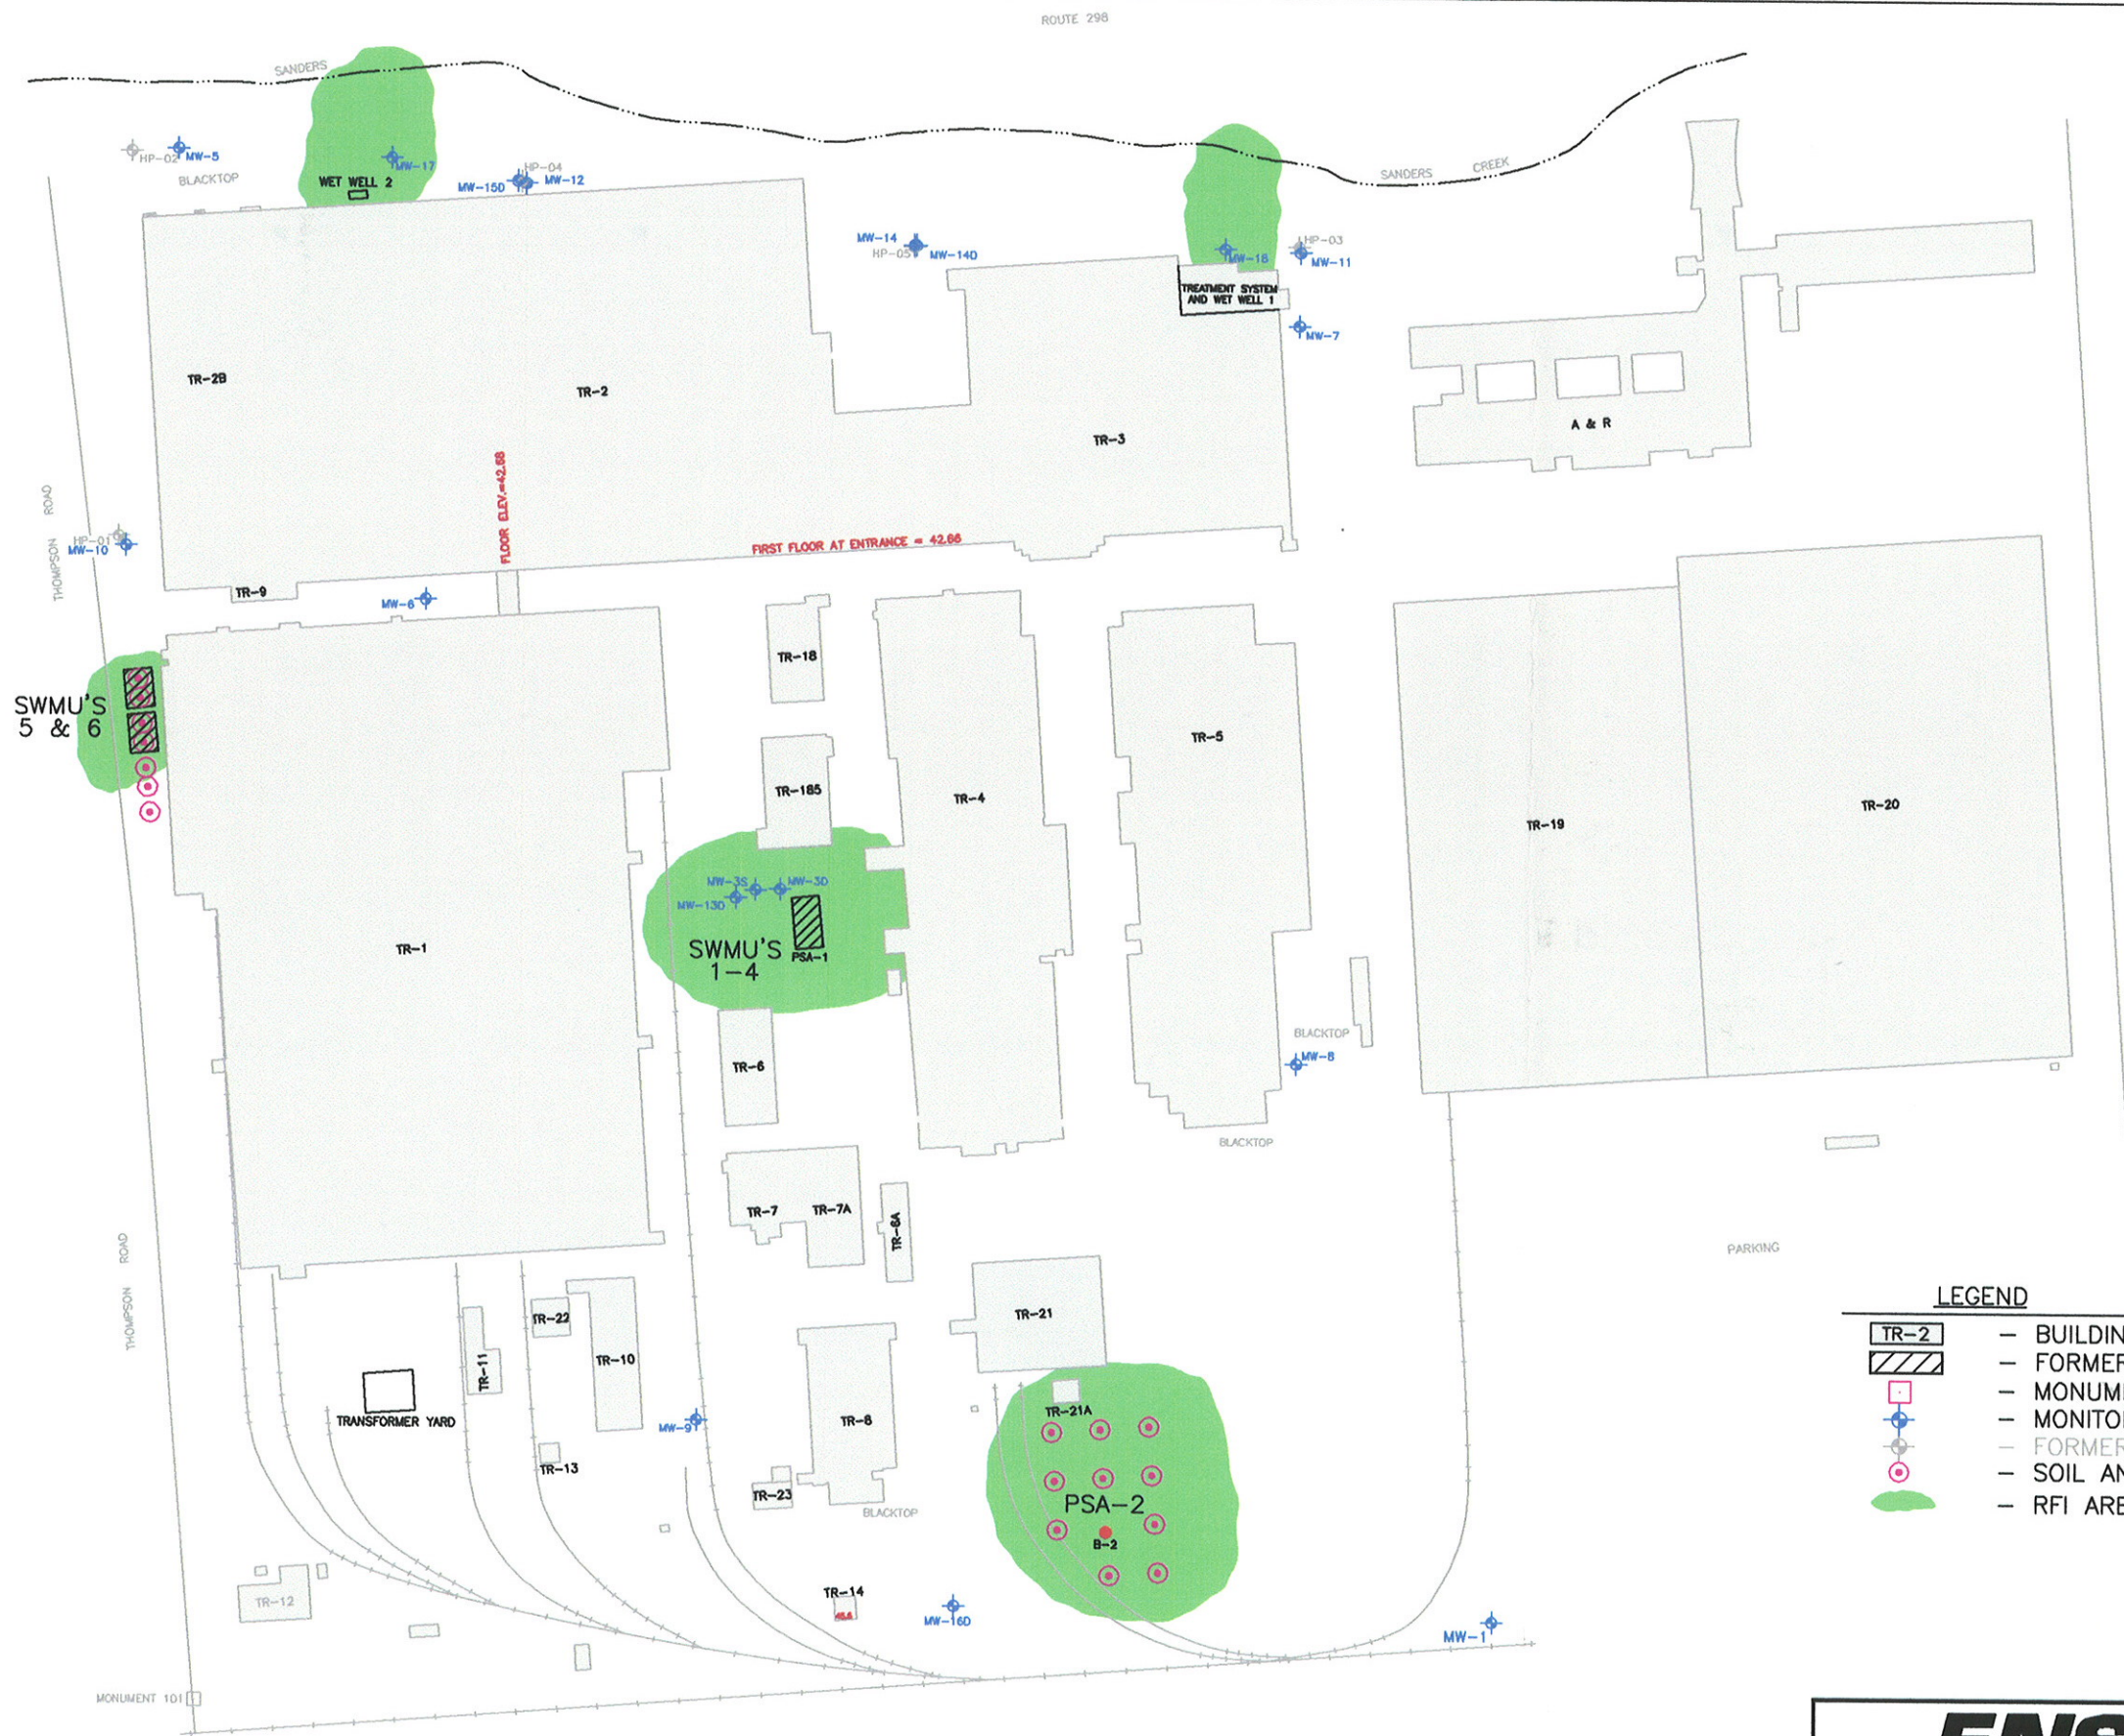 ROUTE 298
SANDERS
HP-02
MW-5
BLACKTOP
MW-17
WET WELL 2
HP-04
MW-15D
MW-12
SANDERS
CREEK
MW-14
HP-05
MW-14D
HP-03
MW-18
MW-11
TREATMENT SYSTEM
AND WET WELL 1
MW-7
TR-2B
TR-2
TR-3
A & R
THOMPSON ROAD
HP-01
MW-10
FLOOR ELEV.=42.68
FIRST FLOOR AT ENTRANCE = 42.66
TR-9
MW-6
TR-18
SWMU'S
5 & 6
TR-5
TR-185
TR-4
TR-19
TR-20
MW-3S
MW-3D
MW-13D
TR-1
SWMU'S
1-4
PSA-1
BLACKTOP
MW-8
TR-6
BLACKTOP
TR-7
TR-7A
TR-6A
THOMPSON ROAD
PARKING
TR-22
TR-21
TR-11
TR-10
TRANSFORMER YARD
MW-9
TR-8
TR-21A
TR-13
TR-23
BLACKTOP
PSA-2
B-2
TR-12
TR-14
MW-16D
MW-1
MONUMENT 101
LEGEND
TR-2 - BUILDIN
- FORMER
- MONUM
- MONITO
- FORMER
- SOIL AN
- RFI ARE